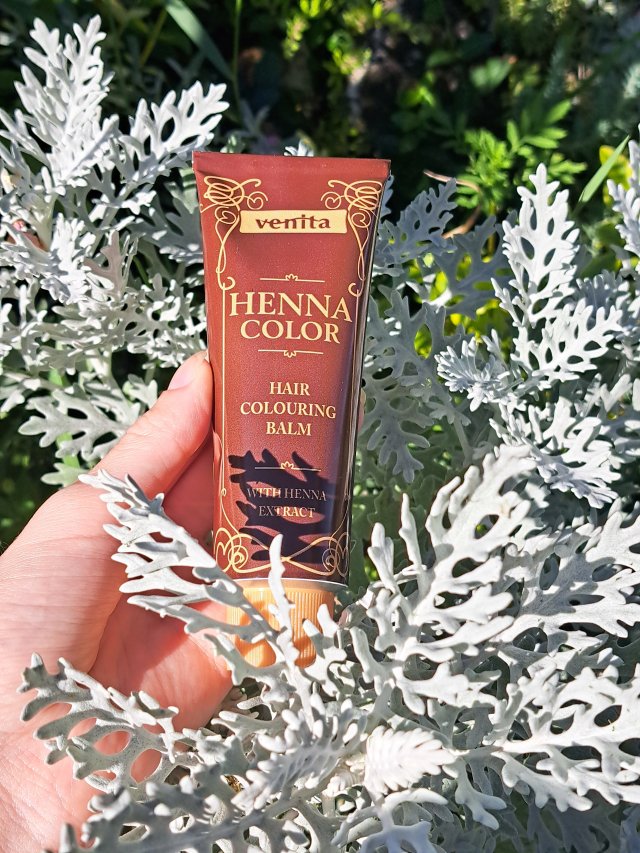 venita
HENNA
COLOR
HAIR
COLOURING
BALM
WITH HENNA
EXTRACT